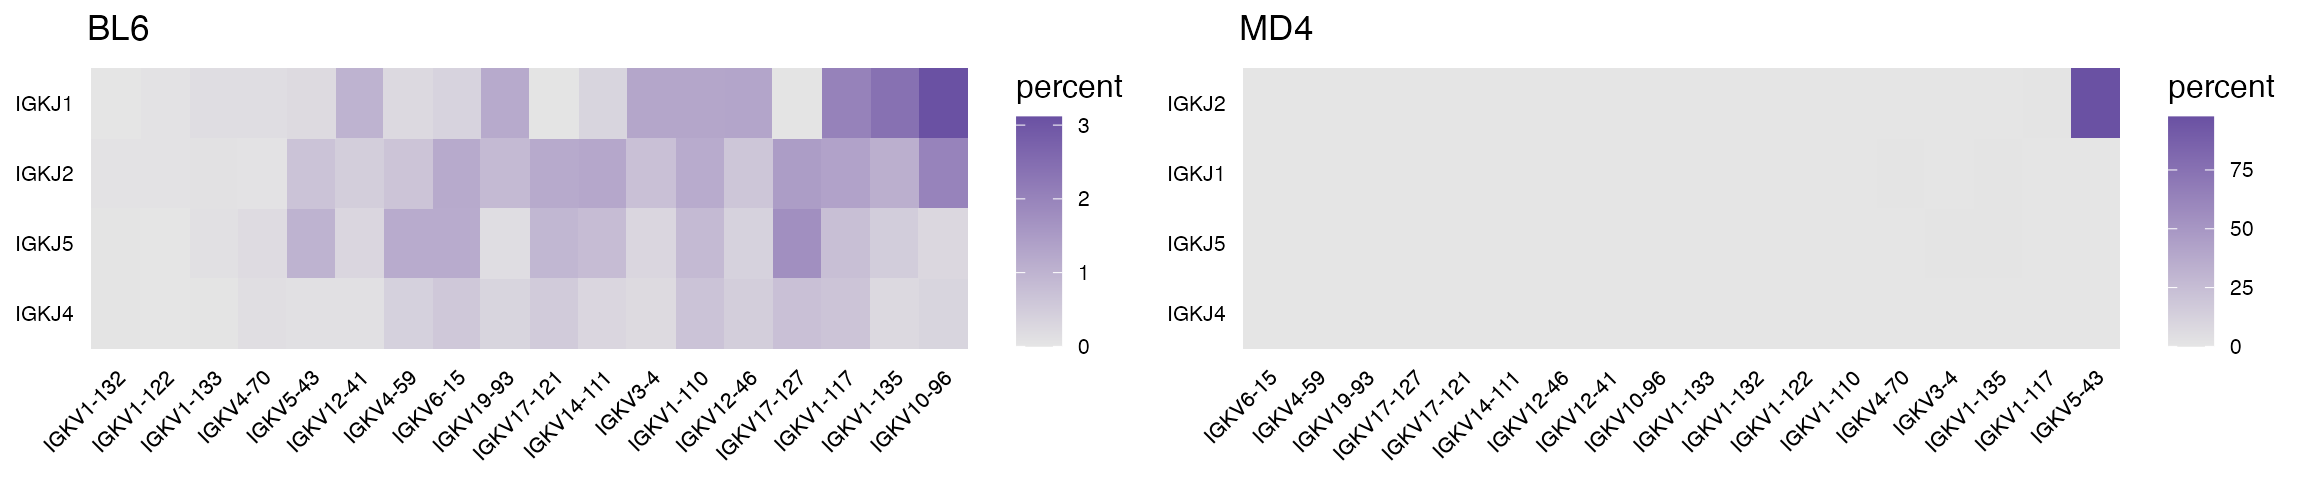 BL6
IGKJ1
IGKJ2
IGKJ5
IGKJ4
IGKV1-132
IGKV1-122
IGKV1-133
IGKV4-70
IGKV5-43
IGKV12-41
IGKV4-59
IGKV6-15
IGKV19-93
IGKV17-121
IGKV14-111
IGKV3-4
IGKV1-110
IGKV12-46
IGKV17-127
IGKV1-117
IGKV1-135
IGKV10-96
percent
3
2
1
0
MD4
IGKJ2
IGKJ1
IGKJ5
IGKJ4
IGKV6-15
IGKV4-59
IGKV19-93
IGKV17-127
IGKV17-121
IGKV14-111
IGKV12-46
IGKV12-41
IGKV10-96
IGKV1-133
IGKV1-132
IGKV1-122
IGKV1-110
IGKV4-70
IGKV3-4
IGKV1-135
IGKV1-117
IGKV5-43
percent
75
50
25
0